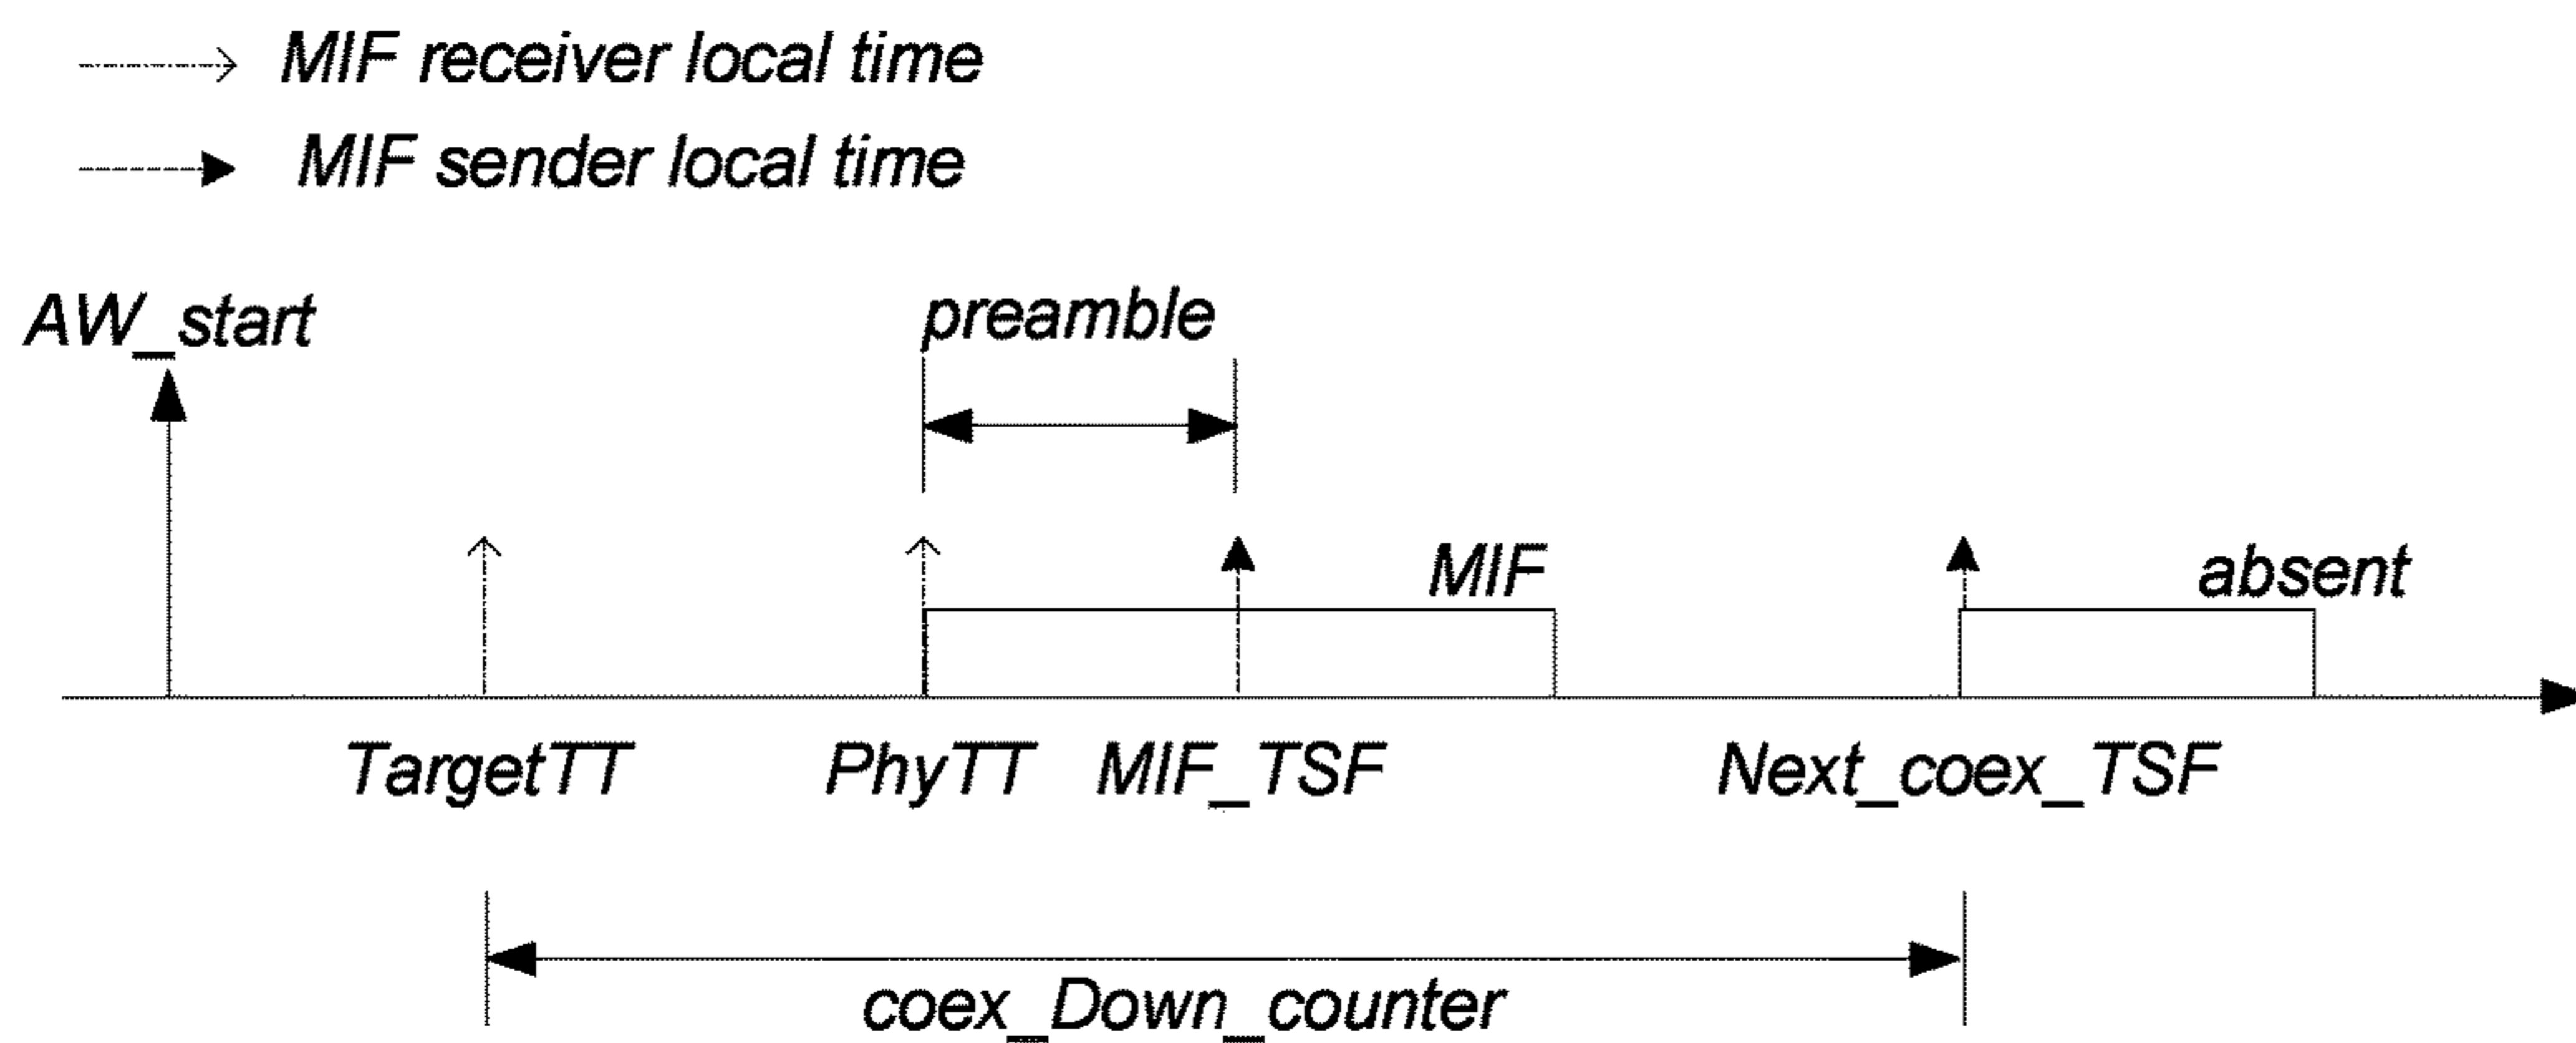 MIF receiver local time
MIF sender local time
AW_start
preamble
MIF
absent
TargetTT
PhyTT
MIF_TSF
Next_coex_TSF
coex_Down_counter